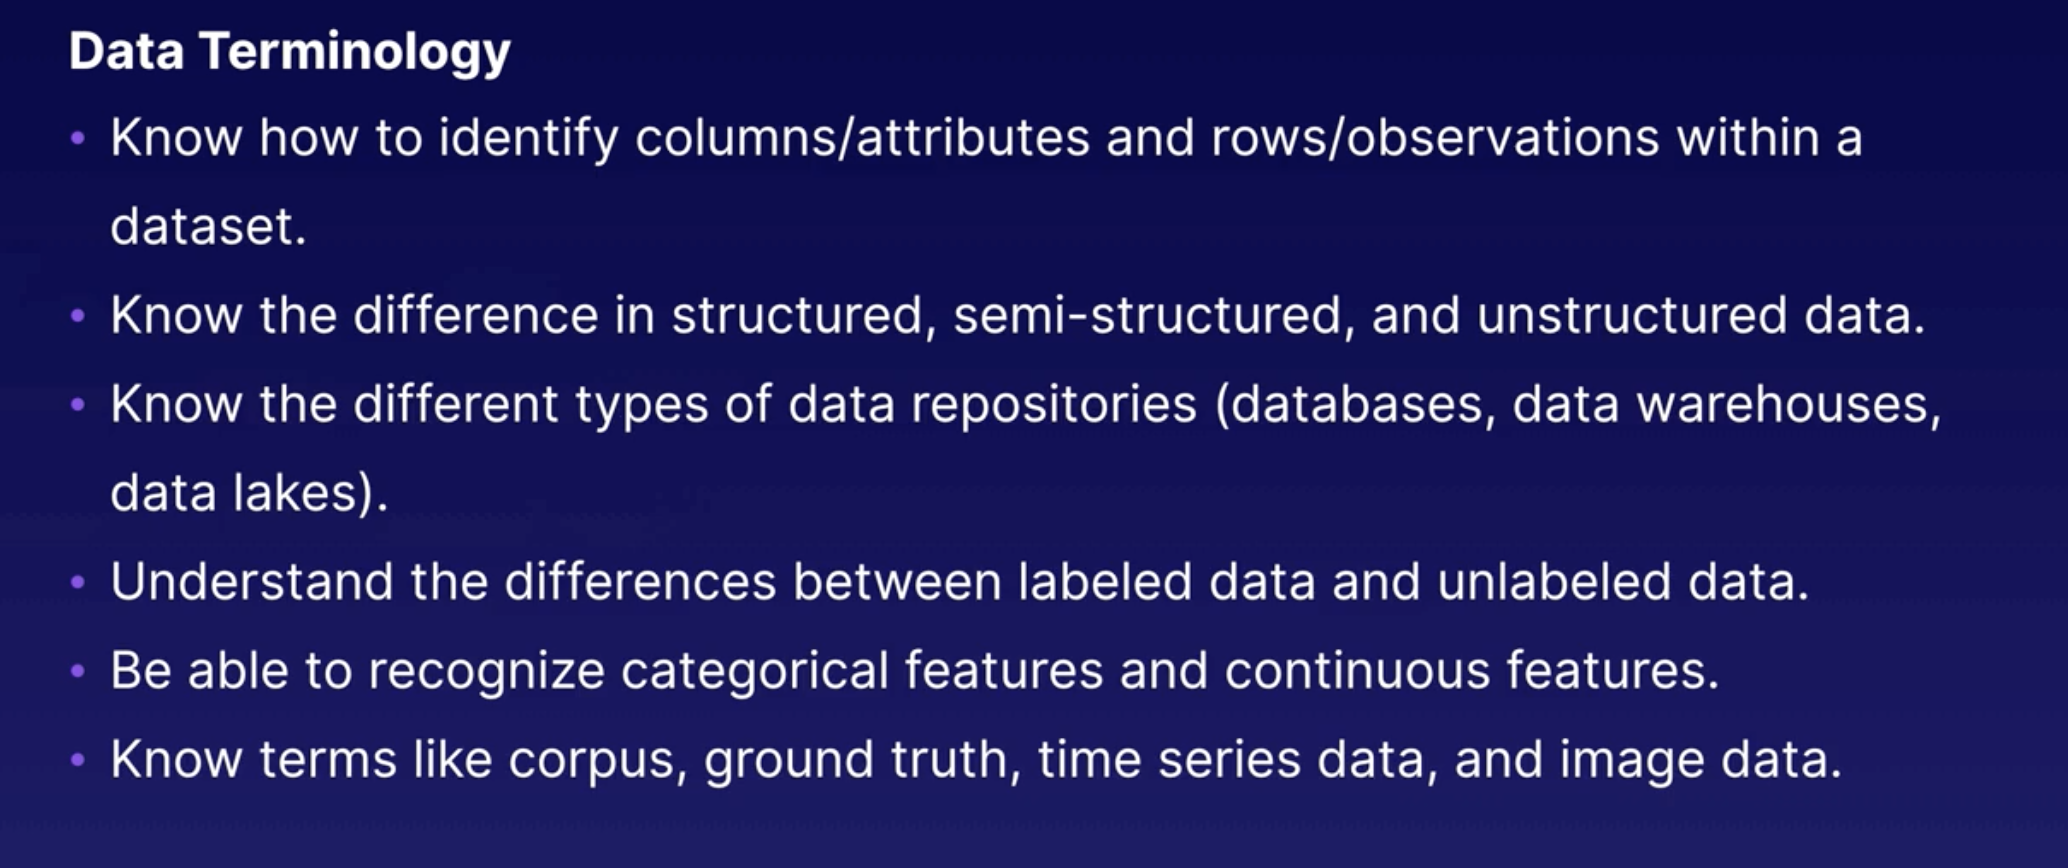 Data Terminology
• Know how to identify columns/attributes and rows/observations within a
dataset.
• Know the difference in structured, semi-structured, and unstructured data.
• Know the different types of data repositories (databases, data warehouses,
data lakes).
• Understand the differences between labeled data and unlabeled data.
• Be able to recognize categorical features and continuous features.
• Know terms like corpus, ground truth, time series data, and image data.